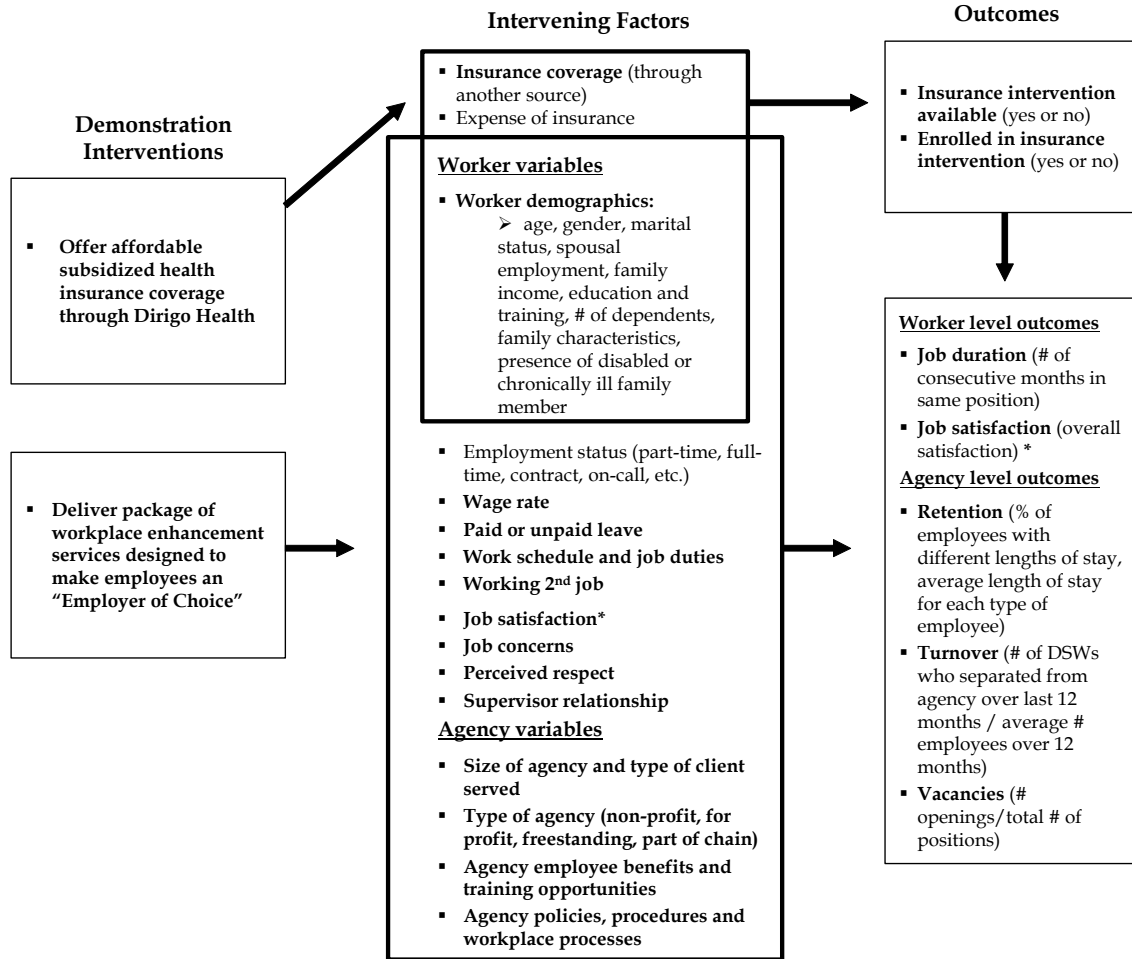 Demonstration
Interventions
▪ Offer affordable
subsidized health
insurance coverage
through Dirigo Health
▪ Deliver package of
workplace enhancement
services designed to
make employees an
“Employer of Choice”
Intervening Factors
▪ Insurance coverage (through
another source)
▪ Expense of insurance
Worker variables
▪ Worker demographics:
➢ age, gender, marital
status, spousal
employment, family
income, education and
training, # of dependents,
family characteristics,
presence of disabled or
chronically ill family
member
▪ Employment status (part-time, full-
time, contract, on-call, etc.)
▪ Wage rate
▪ Paid or unpaid leave
▪ Work schedule and job duties
▪ Working 2nd job
▪ Job satisfaction*
▪ Job concerns
▪ Perceived respect
▪ Supervisor relationship
Agency variables
▪ Size of agency and type of client
served
▪ Type of agency (non-profit, for
profit, freestanding, part of chain)
▪ Agency employee benefits and
training opportunities
▪ Agency policies, procedures and
workplace processes
Outcomes
▪ Insurance intervention
available (yes or no)
▪ Enrolled in insurance
intervention (yes or no)
Worker level outcomes
▪ Job duration (# of
consecutive months in
same position)
▪ Job satisfaction (overall
satisfaction) *
Agency level outcomes
▪ Retention (% of
employees with
different lengths of stay,
average length of stay
for each type of
employee)
▪ Turnover (# of DSWs
who separated from
agency over last 12
months / average #
employees over 12
months)
▪ Vacancies (#
openings/total # of
positions)